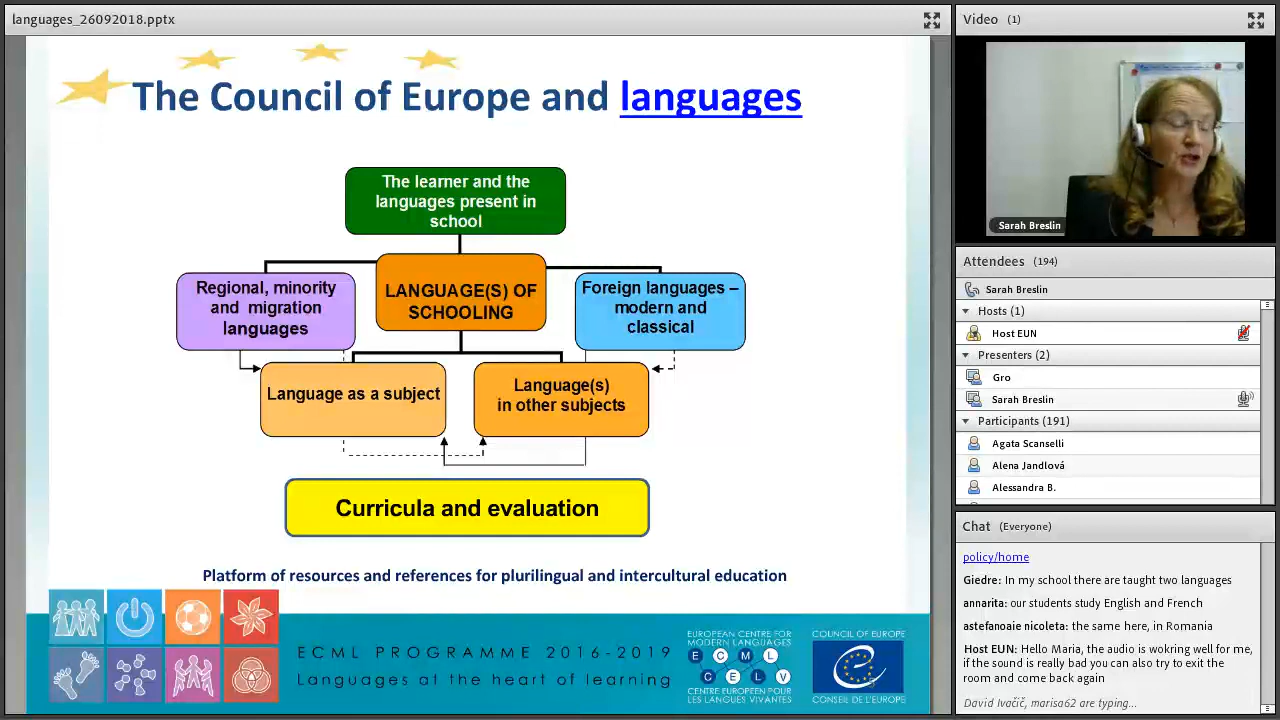 languages_26092018.pptx
The Council of Europe and languages
The learner and the
languages present in
school
Regional, minority
and migration
languages
LANGUAGE(S) OF
SCHOOLING
Foreign languages –
modern and
classical
Language as a subject
Language(s)
in other subjects
Curricula and evaluation
Platform of resources and references for plurilingual and intercultural education
ECML PROGRAMME 2016-2019
Languages at the heart of learning
EUROPEAN CENTRE FOR
MODERN LANGUAGES
E C M L
C E L V
CENTRE EUROPEEN POUR
LES LANGUES VIVANTES
COUNCIL OF EUROPE
CONSEIL DE L'EUROPE
Video (1)
Sarah Breslin
Attendees (194)
Sarah Breslin
Hosts (1)
Host EUN
Presenters (2)
Gro
Sarah Breslin
Participants (191)
Agata Scanselli
Alena Jandlová
Alessandra B.
Chat (Everyone)
policy/home
Giedre: In my school there are taught two languages
annarita: our students study English and French
astefanoaie nicoleta: the same here, in Romania
Host EUN: Hello Maria, the audio is wokring well for me,
if the sound is really bad you can also try to exit the
room and come back again
David Ivačič, marisa62 are typing...